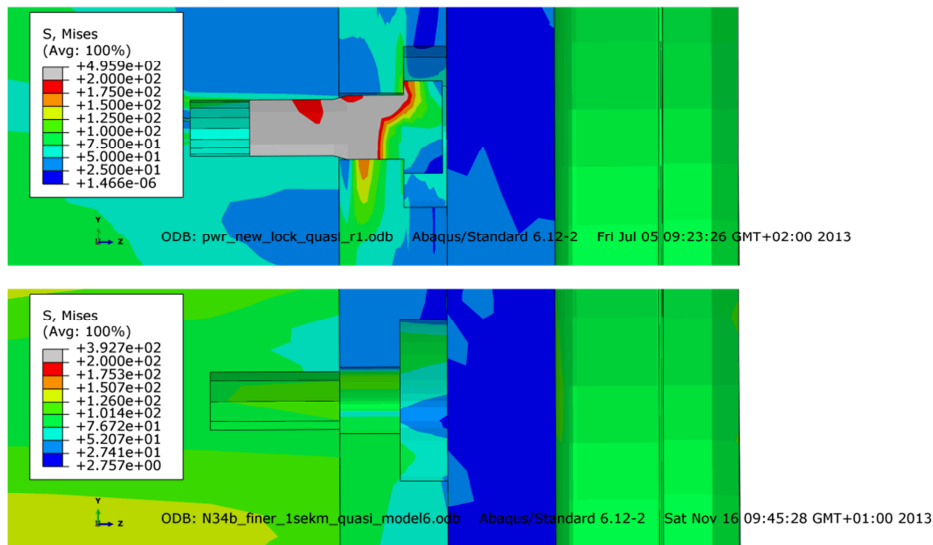 S, Mises
(Avg: 100%)
+4.959e+02
+2.000e+02
+1.750e+02
+1.500e+02
+1.250e+02
+1.000e+02
+7.500e+01
+5.000e+01
+2.500e+01
+1.466e-06
Y
Z
ODB: pwr_new_lock_quasi_r1.odb Abaqus/Standard 6.12-2 Fri Jul 05 09:23:26 GMT+02:00 2013
S, Mises
(Avg: 100%)
+3.927e+02
+2.000e+02
+1.753e+02
+1.507e+02
+1.260e+02
+1.014e+02
+7.672e+01
+5.207e+01
+2.741e+01
+2.757e+00
Y
Z
ODB: N34b_finer_1sekm_quasi_model6.odb Abaqus/Standard 6.12-2 Sat Nov 16 09:45:28 GMT+01:00 2013